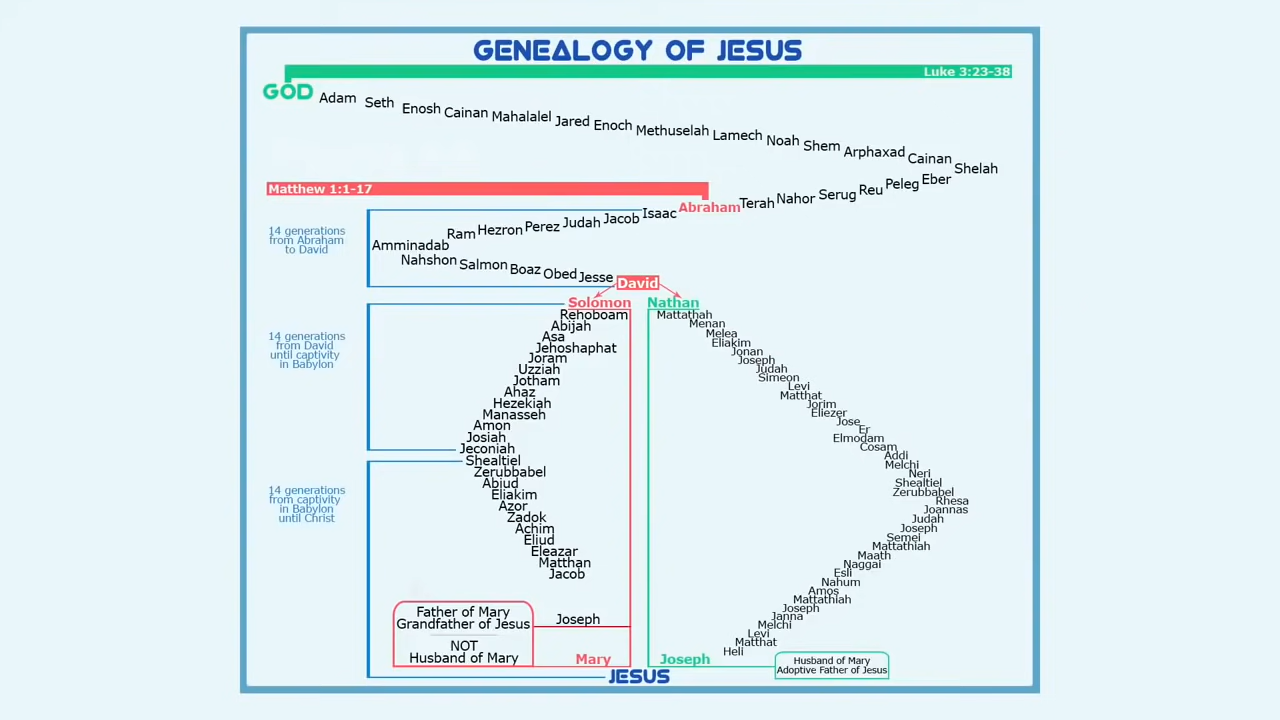 GENEALOGY OF JESUS
Luke 3:23-38
GOD Adam Seth Enosh Cainan Mahalalel Jared Enoch Methuselah Lamech Noah Shem Arphaxad Cainan Shelah
Matthew 1:1-17
Abraham Terah Nahor Serug Reu Peleg Eber
Amminadab Ram Hezron Perez Judah Jacob Isaac
14 generations
from Abraham
to David
Nahshon Salmon Boaz Obed Jesse David
Solomon
Rehoboam
Abijah
Asa
Jehoshaphat
Joram
Uzziah
Jotham
Ahaz
Hezekiah
Manasseh
Amon
Josiah
Jeconiah
14 generations
from David
until captivity
in Babylon
Shealtiel
Zerubbabel
Abiud
Eliakim
Azor
Zadok
Achim
Eliud
Eleazar
Matthan
Jacob
14 generations
from captivity
in Babylon
until Christ
Joseph
Father of Mary
Grandfather of Jesus
NOT
Husband of Mary
Mary
Nathan
Mattathah
Menan
Melea
Eliakim
Jonan
Joseph
Judah
Simeon
Levi
Matthat
Jorim
Eliezer
Jose
Er
Elmodam
Cosam
Addi
Melchi
Neri
Shealtiel
Zerubbabel
Rhesa
Joannas
Judah
Joseph
Semei
Mattathiah
Maath
Naggai
Esli
Nahum
Amos
Mattathiah
Joseph
Janna
Melchi
Levi
Matthat
Heli
Joseph
Husband of Mary
Adoptive Father of Jesus
JESUS